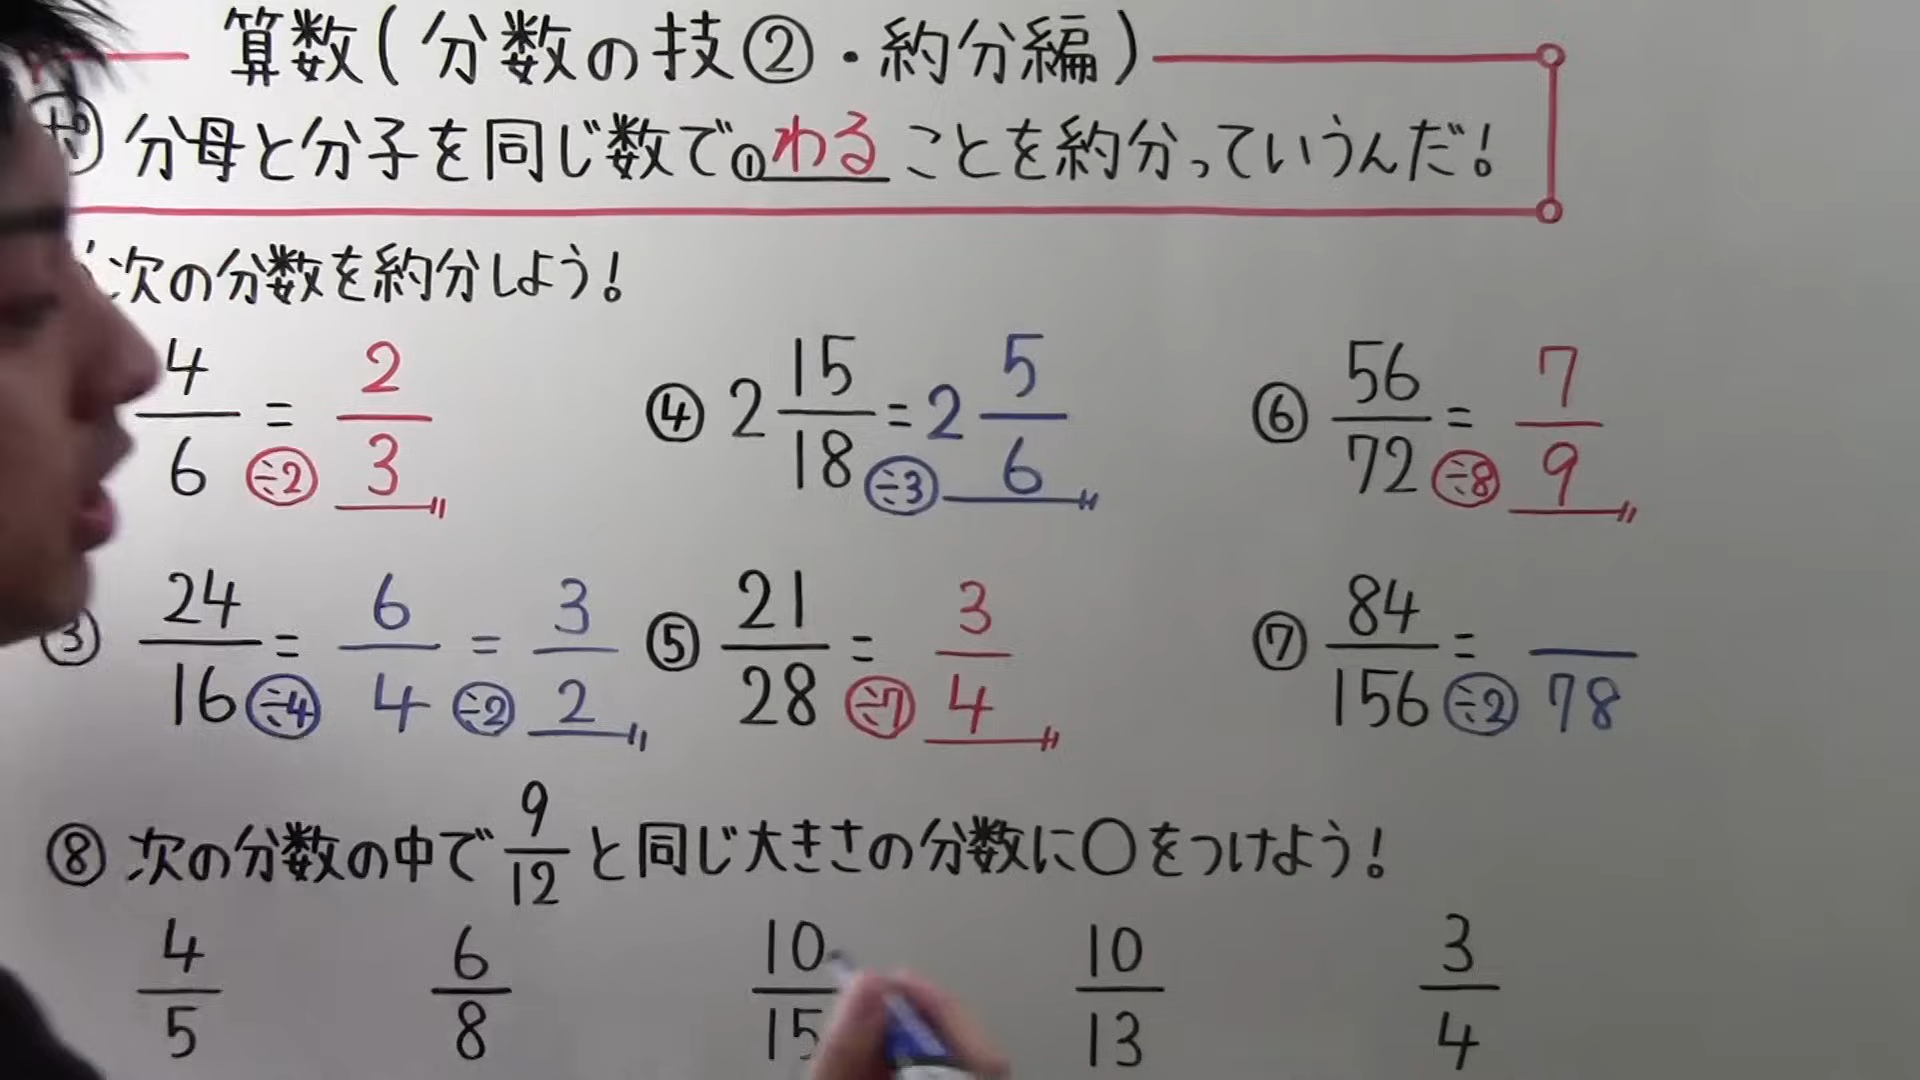 算数(分数の技②・約分編)
分母と分子を同じ数で①わることを約分っていうんだ!
次の分数を約分しよう!
4/6 ÷2 = 2/3
④ 2 15/18 ÷3 = 2 5/6
⑥ 56/72 ÷8 = 7/9
③ 24/16 ÷4 = 6/4 ÷2 = 3/2
⑤ 21/28 ÷7 = 3/4
⑦ 84/156 ÷2 = /78
⑧ 次の分数の中で 9/12 と同じ大きさの分数に○をつけよう!
4/5 6/8 10/15 10/13 3/4